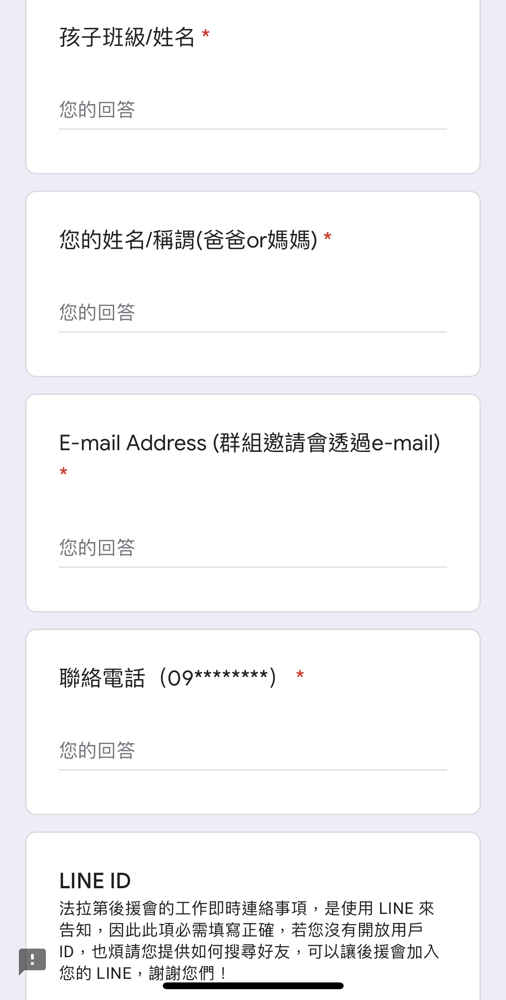 孩子班級/姓名 *
您的回答
您的姓名/稱謂(爸爸or媽媽) *
您的回答
E-mail Address (群組邀請會透過e-mail)
*
您的回答
聯絡電話（09********） *
您的回答
LINE ID
法拉第後援會的工作即時連絡事項，是使用 LINE 來
告知，因此此項必需填寫正確，若您沒有開放用戶
ID，也煩請您提供如何搜尋好友，可以讓後援會加入
您的 LINE，謝謝您們！